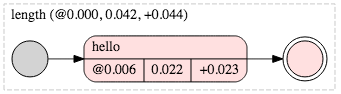 length (@0.000, 0.042, +0.044)
hello
@0.006 0.022 +0.023